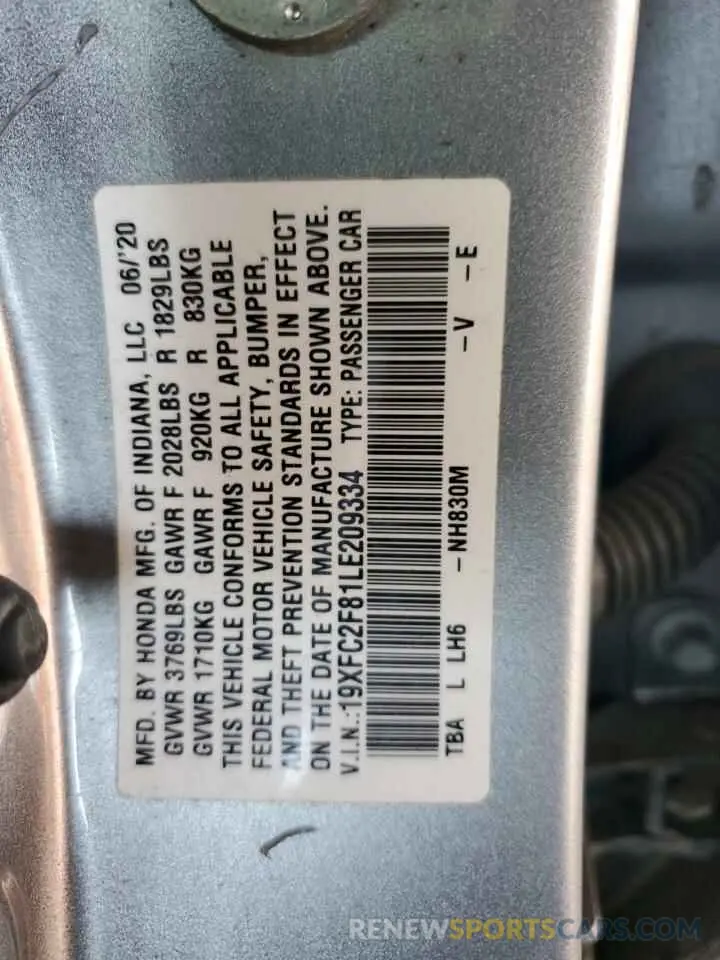 MFD. BY HONDA MFG. OF INDIANA, LLC 06/'20
GVWR 3769LBS GAWR F 2028LBS R 1829LBS
GVWR 1710KG GAWR F 920KG R 830KG
THIS VEHICLE CONFORMS TO ALL APPLICABLE
FEDERAL MOTOR VEHICLE SAFETY, BUMPER,
AND THEFT PREVENTION STANDARDS IN EFFECT
ON THE DATE OF MANUFACTURE SHOWN ABOVE.
V.I.N.:19XFC2F81LE209334 TYPE: PASSENGER CAR
TBA L LH6 -NH830M -V -E
RENEWSPORTSCARS.COM